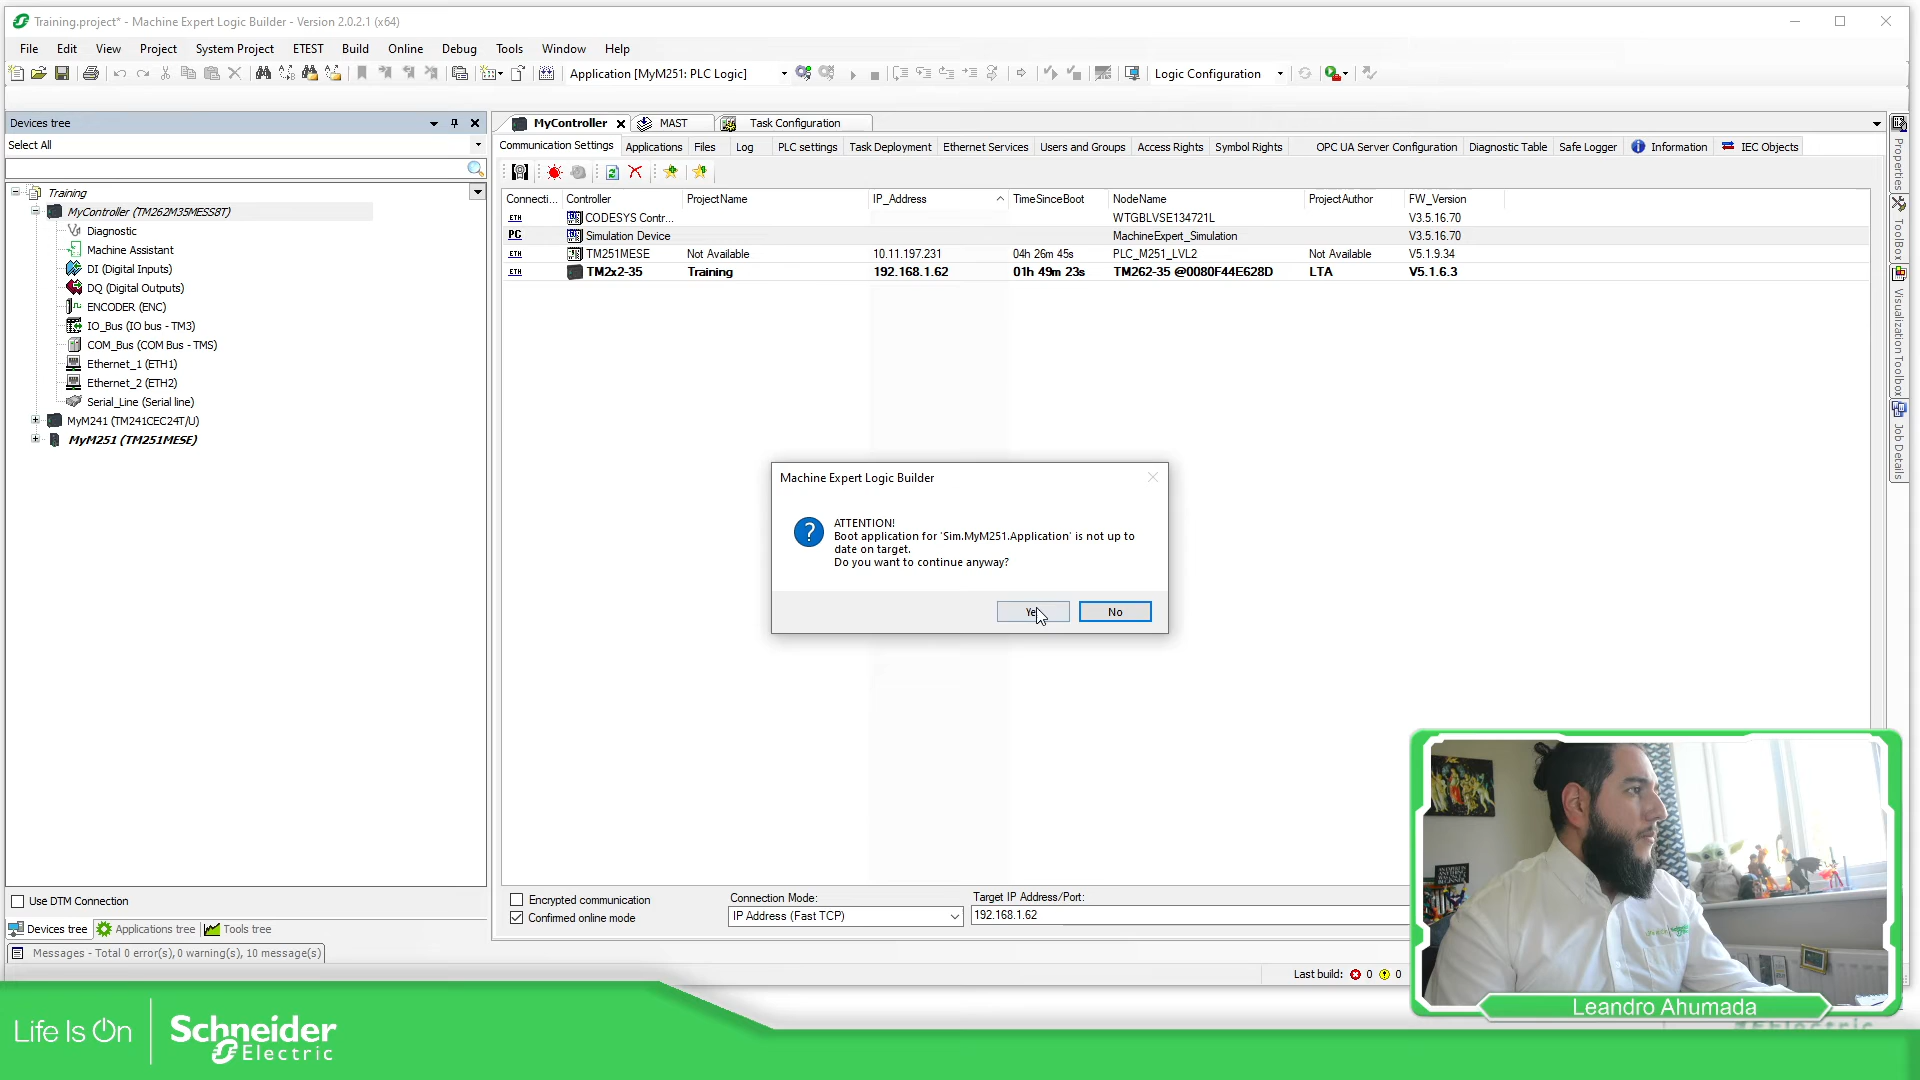 Training.project* - Machine Expert Logic Builder - Version 2.0.2.1 (x64)
File Edit View Project System Project ETEST Build Online Debug Tools Window Help
Application [MyM251: PLC Logic]
Logic Configuration
Devices tree
MyController
MAST
Task Configuration
Select All
Communication Settings Applications Files Log PLC settings Task Deployment Ethernet Services Users and Groups Access Rights Symbol Rights OPC UA Server Configuration Diagnostic Table Safe Logger Information IEC Objects
Training
MyController (TM262M35MESS8T)
Diagnostic
Machine Assistant
DI (Digital Inputs)
DQ (Digital Outputs)
ENCODER (ENC)
IO_Bus (IO bus - TM3)
COM_Bus (COM Bus - TMS)
Ethernet_1 (ETH1)
Ethernet_2 (ETH2)
Serial_Line (Serial line)
MyM241 (TM241CEC24T/U)
MyM251 (TM251MESE)
Connecti... Controller ProjectName IP_Address TimeSinceBoot NodeName ProjectAuthor FW_Version
ETH CODESYS Contr... WTGBLVSE134721L V3.5.16.70
PC Simulation Device MachineExpert_Simulation V3.5.16.70
ETH TM251MESE Not Available 10.11.197.231 04h 26m 45s PLC_M251_LVL2 Not Available V5.1.9.34
ETH TM2x2-35 Training 192.168.1.62 01h 49m 23s TM262-35 @0080F44E628D LTA V5.1.6.3
Machine Expert Logic Builder
ATTENTION!
Boot application for 'Sim.MyM251.Application' is not up to
date on target.
Do you want to continue anyway?
No
Properties
ToolBox
Visualization Toolbox
Job Details
Encrypted communication
Confirmed online mode
Connection Mode:
IP Address (Fast TCP)
Target IP Address/Port:
192.168.1.62
Use DTM Connection
Devices tree Applications tree Tools tree
Messages - Total 0 error(s), 0 warning(s), 10 message(s)
Last build: 0 0
Leandro Ahumada
Life Is On
Schneider
Electric